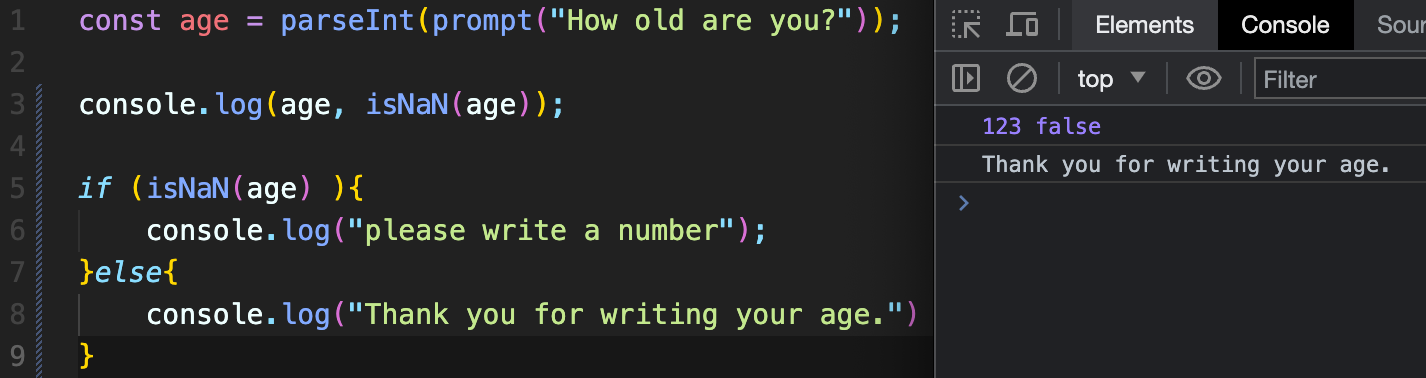 1 const age = parseInt(prompt("How old are you?"));
2
3 console.log(age, isNaN(age));
4
5 if (isNaN(age) ){
6 console.log("please write a number");
7 }else{
8 console.log("Thank you for writing your age.")
9 }
Elements Console Sour
top Filter
123 false
Thank you for writing your age.
>